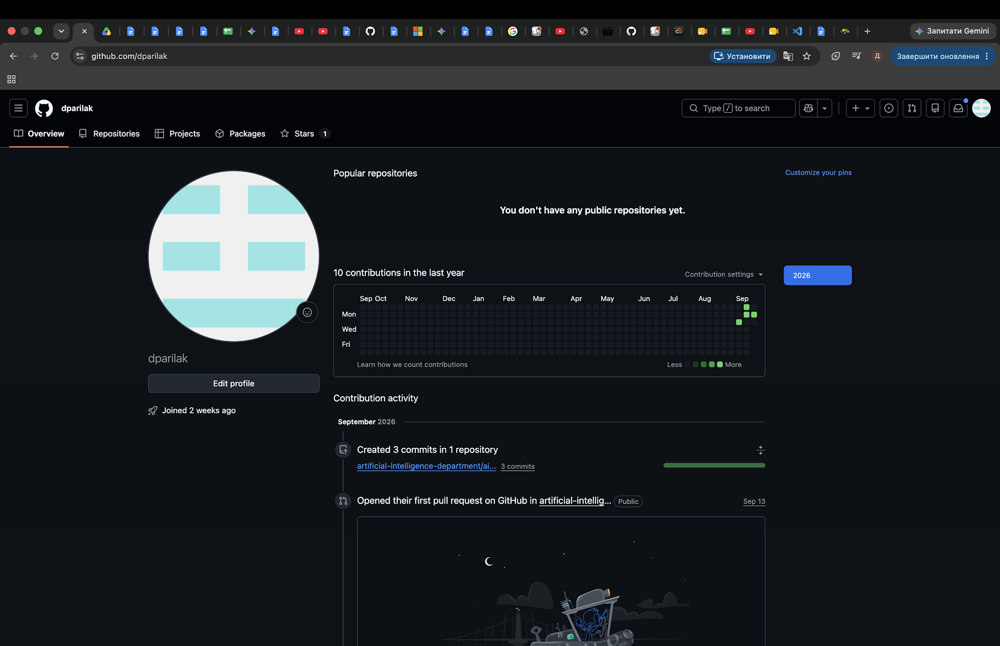 Запитати Gemini
github.com/dparilak
Установити
Д
Завершити оновлення
dparilak
Type / to search
Overview
Repositories
Projects
Packages
Stars 1
Popular repositories
Customize your pins
You don't have any public repositories yet.
10 contributions in the last year
Contribution settings
2026
Sep Oct Nov Dec Jan Feb Mar Apr May Jun Jul Aug Sep
Mon
Wed
Fri
Learn how we count contributions
Less More
dparilak
Edit profile
Joined 2 weeks ago
Contribution activity
September 2026
Created 3 commits in 1 repository
artificial-intelligence-department/ai... 3 commits
Opened their first pull request on GitHub in artificial-intellig... Public Sep 13